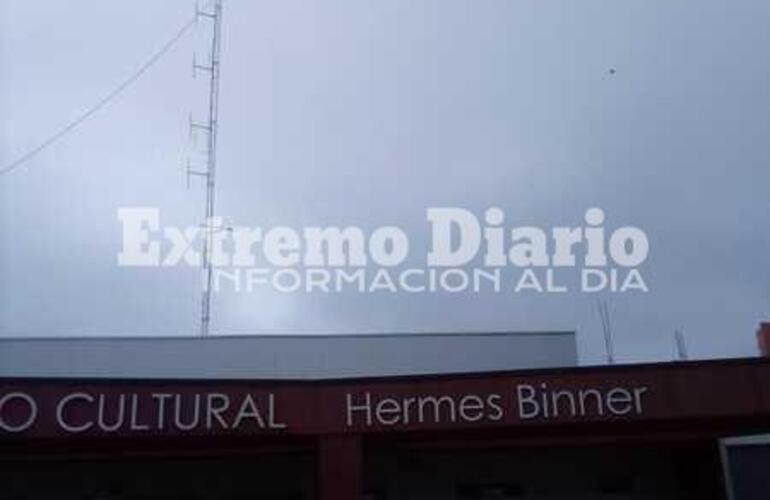 Extremo Diario
INFORMACION AL DIA
O CULTURAL Hermes Binner